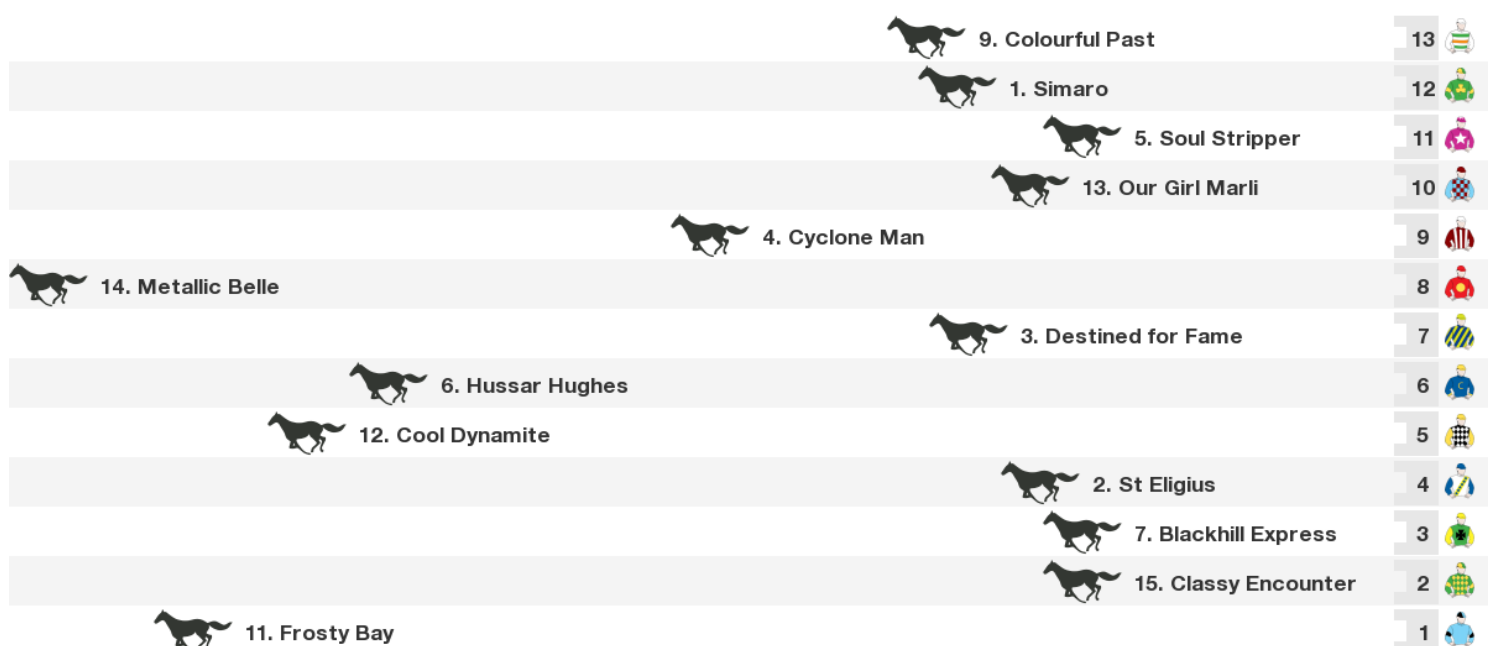 9. Colourful Past 13
1. Simaro 12
5. Soul Stripper 11
13. Our Girl Marli 10
4. Cyclone Man 9
14. Metallic Belle 8
3. Destined for Fame 7
6. Hussar Hughes 6
12. Cool Dynamite 5
2. St Eligius 4
7. Blackhill Express 3
15. Classy Encounter 2
11. Frosty Bay 1